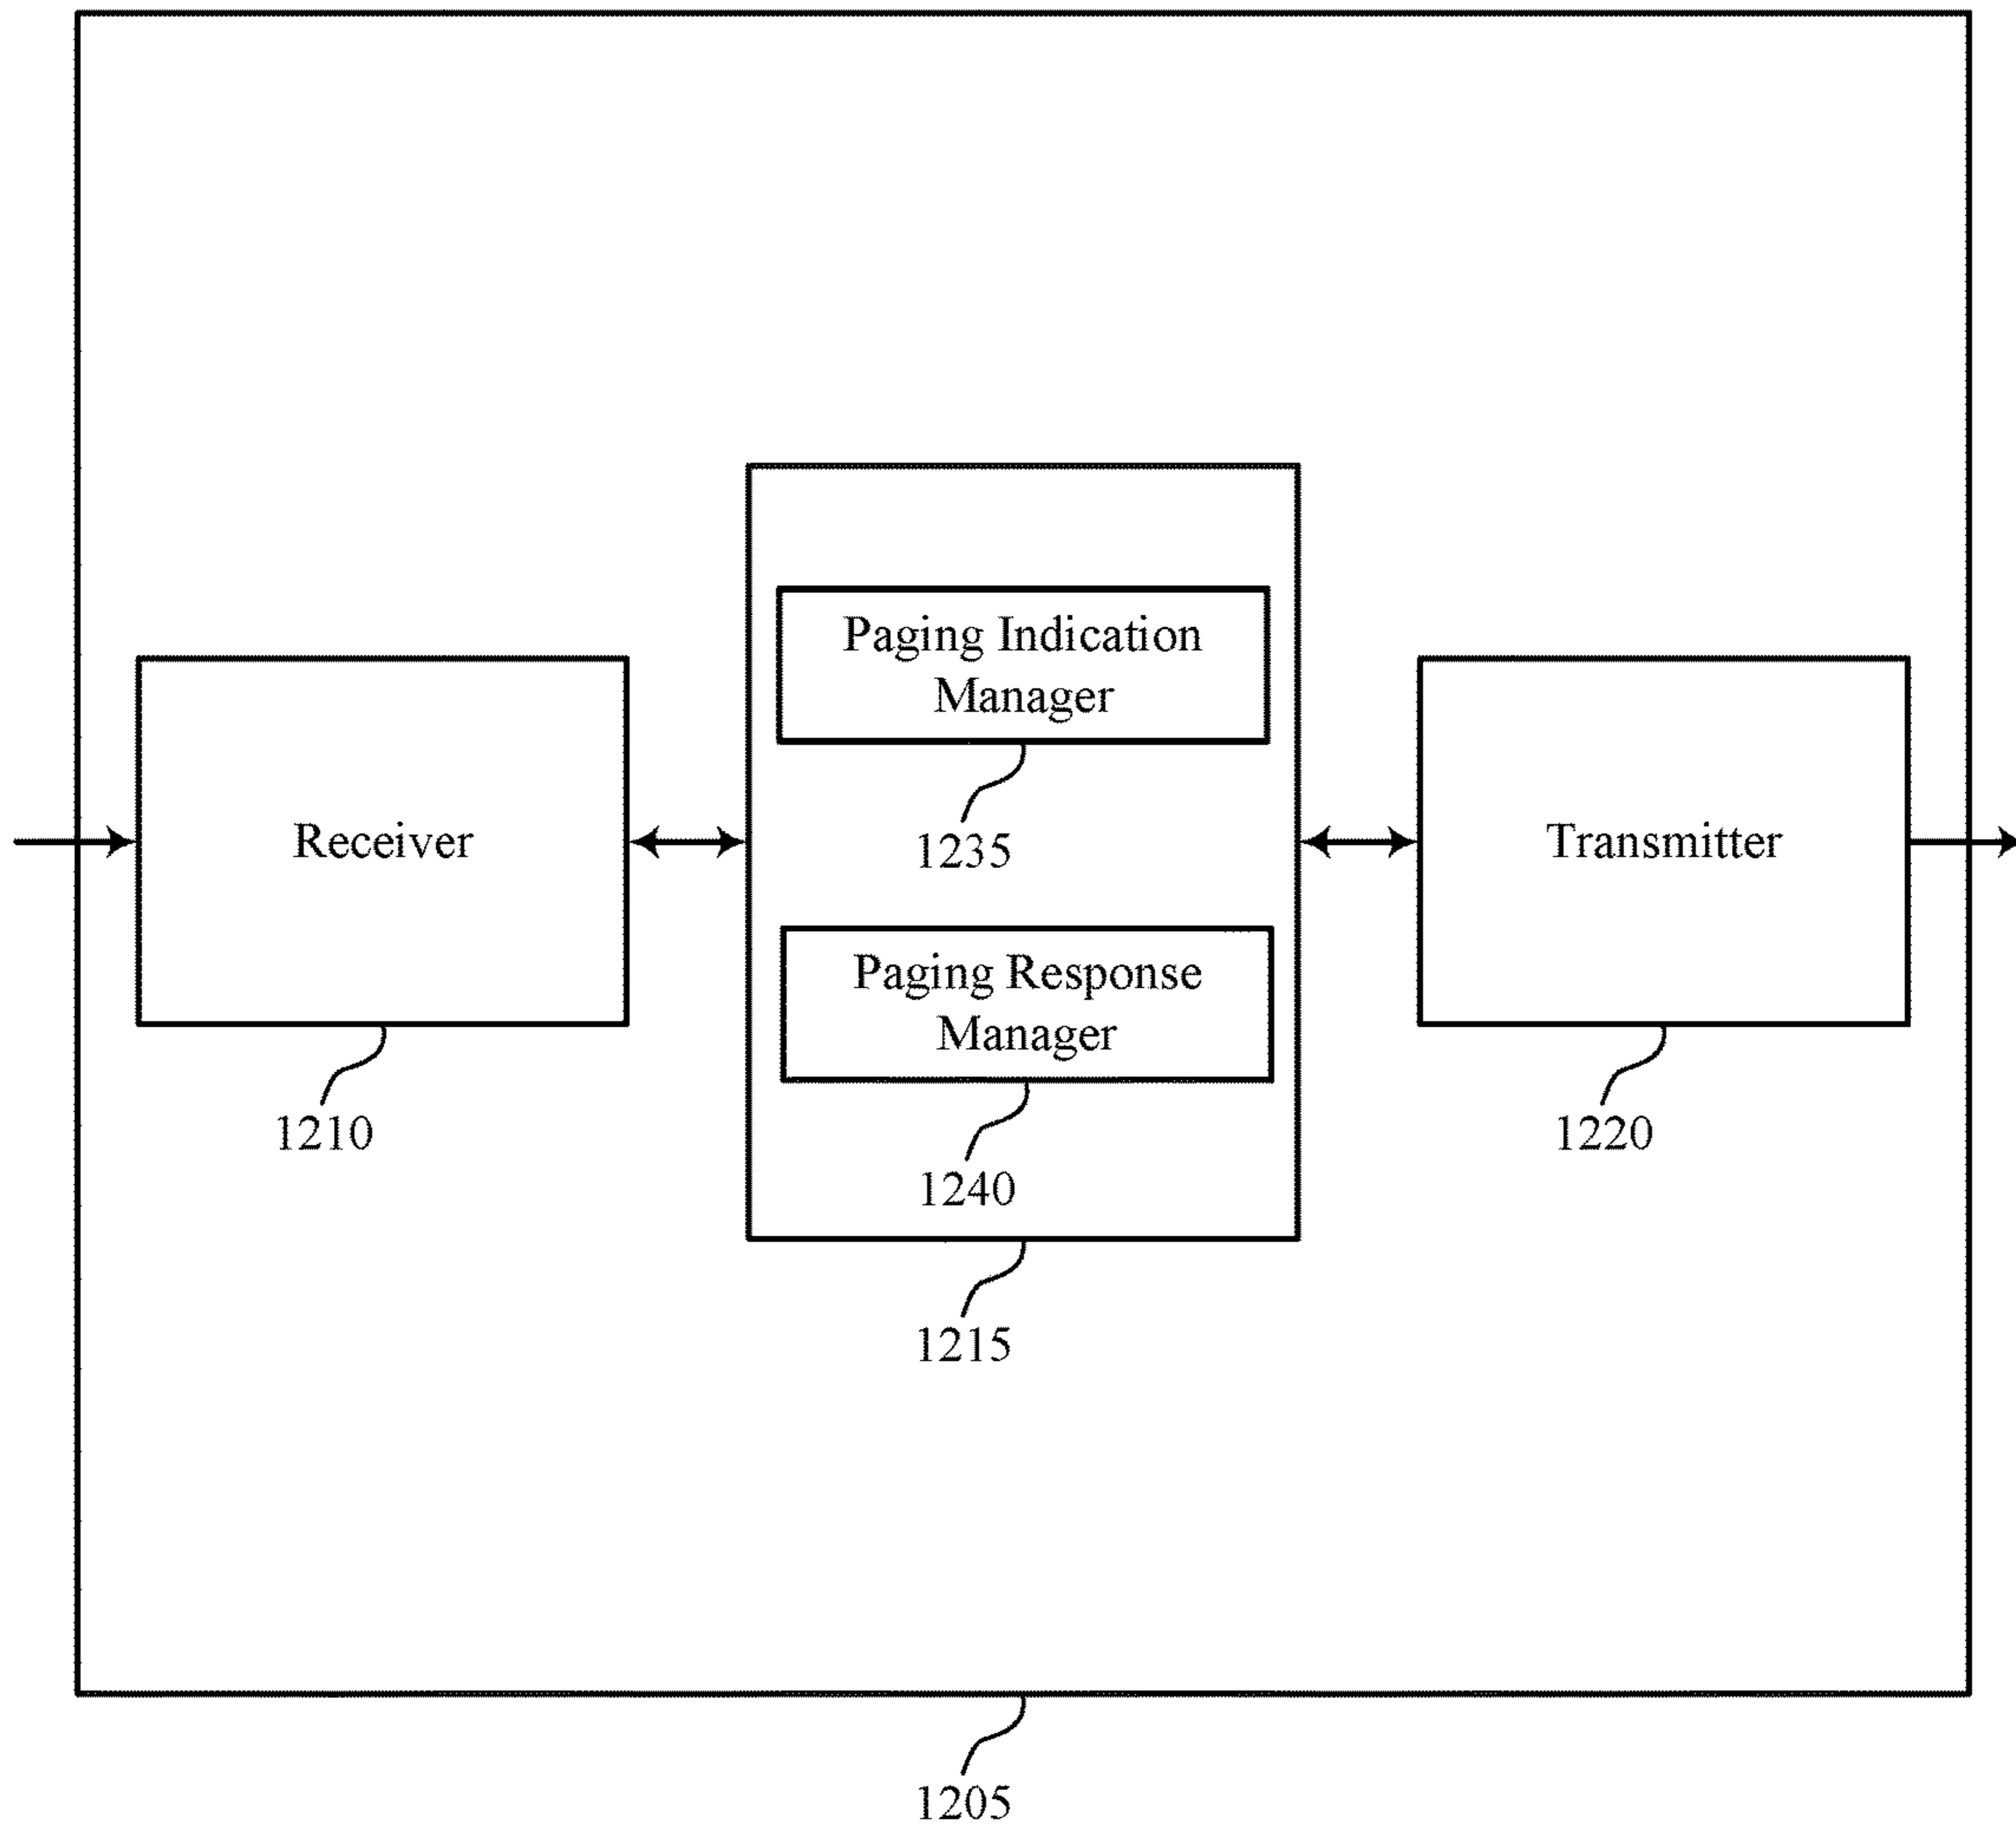 Paging Indication
Manager
1235
Receiver
1210
Paging Response
Manager
1240
1215
Transmitter
1220
1205